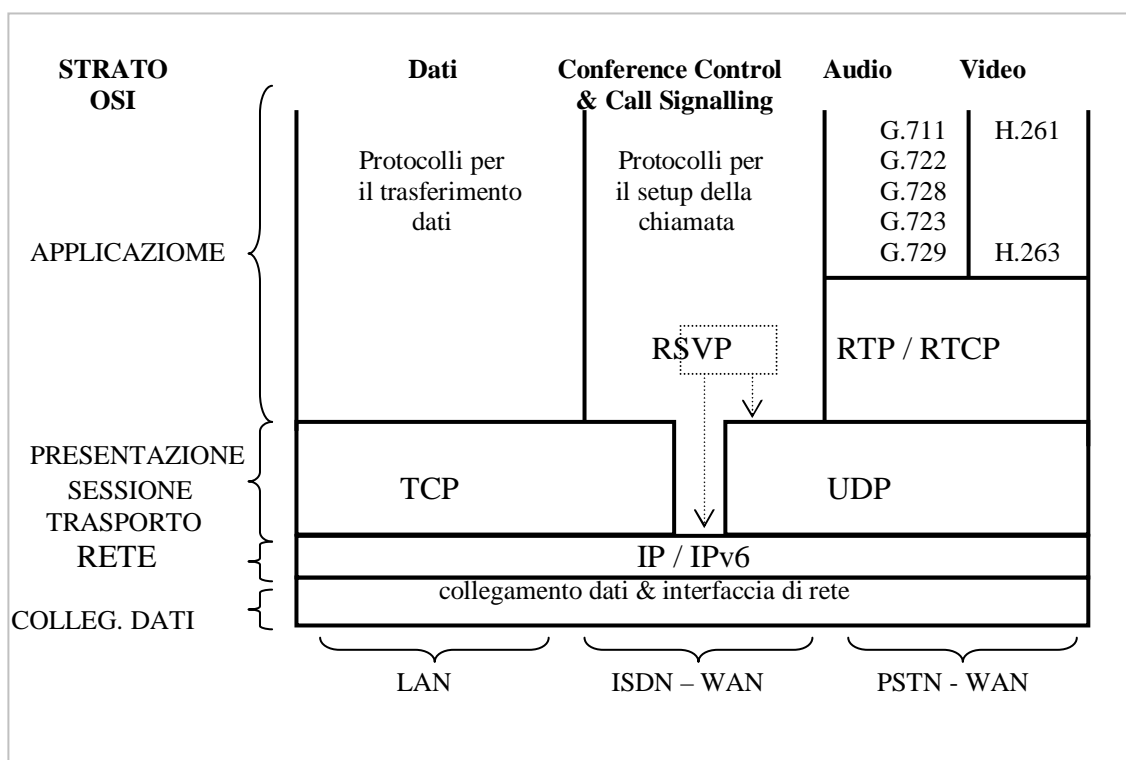 STRATO
OSI
Dati
Conference Control
& Call Signalling
Audio
Video
APPLICAZIOME
Protocolli per
il trasferimento
dati
Protocolli per
il setup della
chiamata
G.711
G.722
G.728
G.723
G.729
H.261
H.263
RSVP
RTP / RTCP
PRESENTAZIONE
SESSIONE
TRASPORTO
TCP
UDP
RETE
IP / IPv6
COLLEG. DATI
collegamento dati & interfaccia di rete
LAN
ISDN – WAN
PSTN - WAN